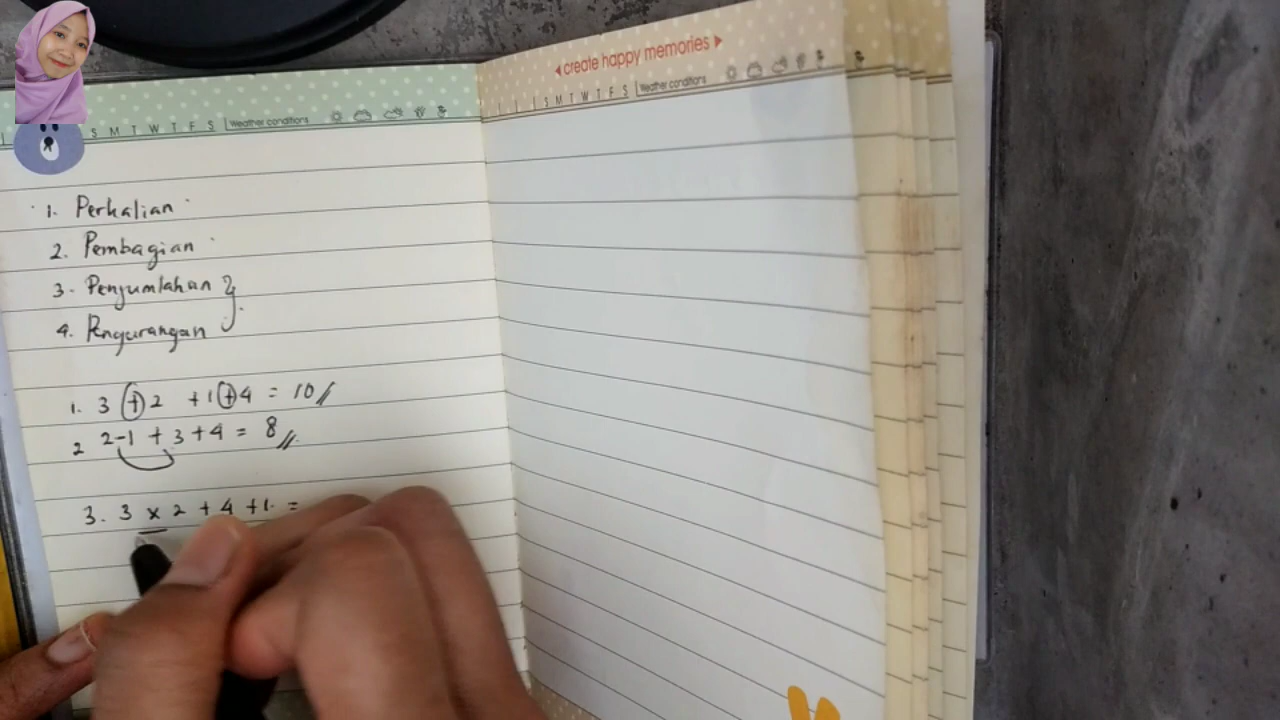 S M T W T F S Weather conditions
1. Perkalian
2. Pembagian
3. Penjumlahan
4. Pengurangan
1. 3 + 2 + 1 + 4 = 10 //
2 2 - 1 + 3 + 4 = 8 //
3. 3 x 2 + 4 + 1. =
create happy memories
S M T W T F S Weather conditions